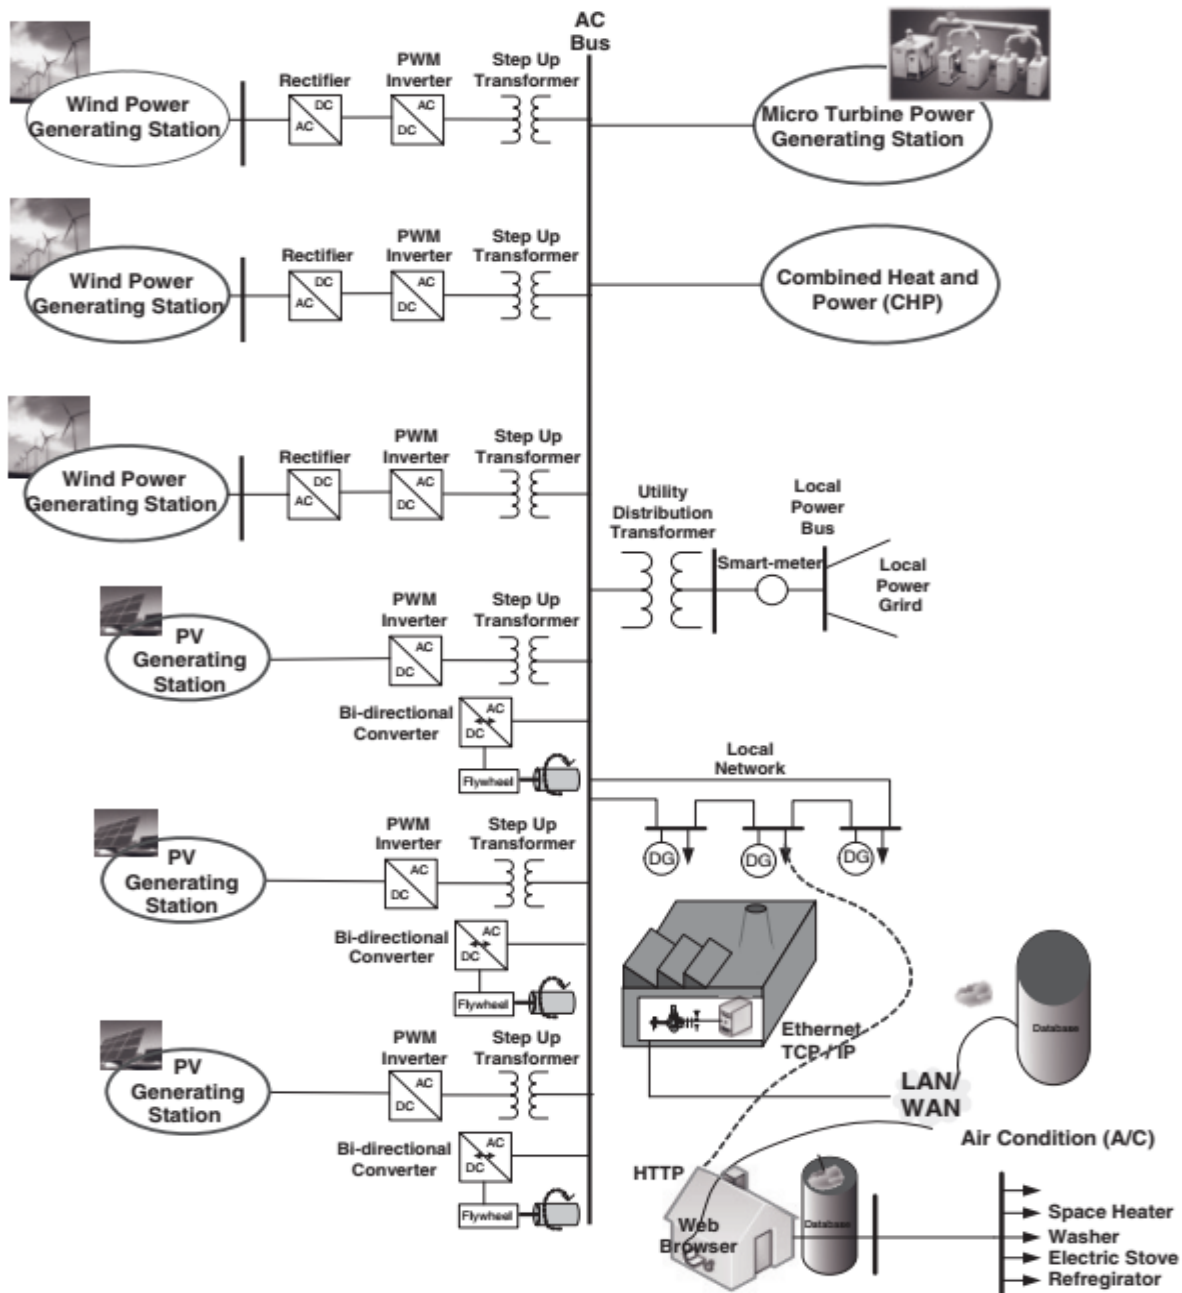 AC
Bus
Wind Power
Generating Station
Rectifier
DC
AC
PWM
Inverter
AC
DC
Step Up
Transformer
Micro Turbine Power
Generating Station
Wind Power
Generating Station
Rectifier
DC
AC
PWM
Inverter
AC
DC
Step Up
Transformer
Combined Heat and
Power (CHP)
Wind Power
Generating Station
Rectifier
DC
AC
PWM
Inverter
AC
DC
Step Up
Transformer
Utility
Distribution
Transformer
Smart-meter
Local
Power
Bus
Local
Power
Grird
PV
Generating
Station
PWM
Inverter
AC
DC
Step Up
Transformer
Bi-directional
Converter
AC
DC
Flywheel
Local
Network
DG
DG
DG
PV
Generating
Station
PWM
Inverter
AC
DC
Step Up
Transformer
Bi-directional
Converter
AC
DC
Flywheel
Ethernet
TCP / IP
Database
LAN/
WAN
PV
Generating
Station
PWM
Inverter
AC
DC
Step Up
Transformer
Bi-directional
Converter
AC
DC
Flywheel
HTTP
Web
Browser
Database
Air Condition (A/C)
Space Heater
Washer
Electric Stove
Refregirator